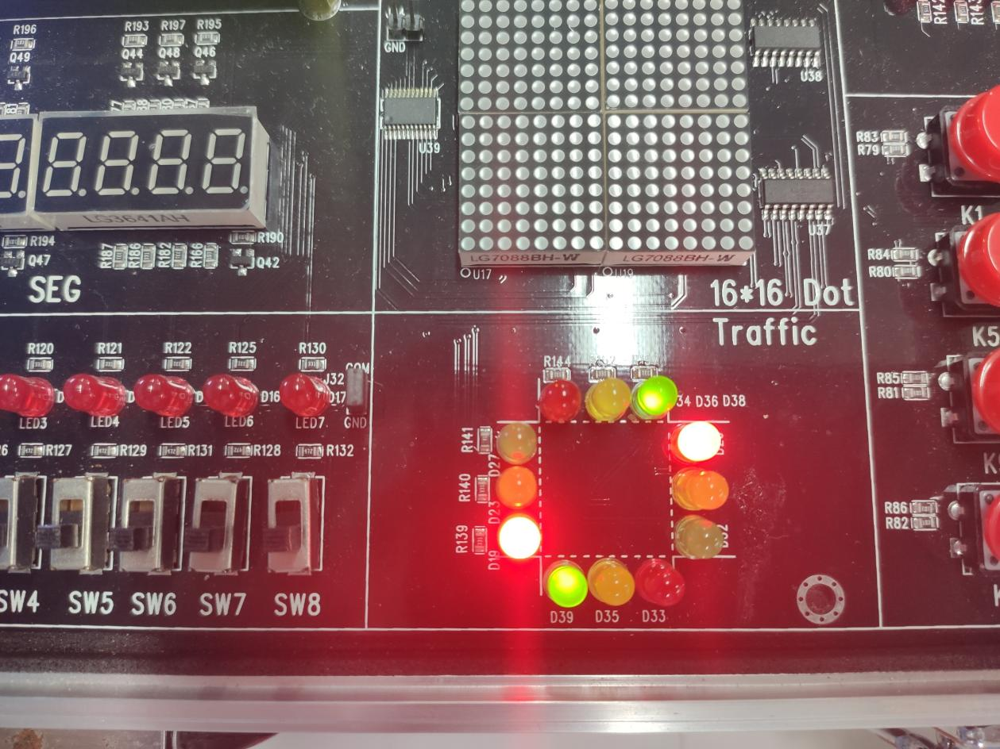 R196
R193 R197 R195
Q49
Q44 Q48 Q46
GND
U38
U39
R83
R79
LG3641AH
U37
K1
R194
R190
Q47
R187
R186
R182
R166
Q42
LG7088BH-W
LG7088BH-W
U17
R84
R80
SEG
16*16 Dot
Traffic
K5
R120 R121 R122 R125 R130
R144
J32
COM
R85
R81
D16
D17
LED3 LED4 LED5 LED6 LED7
GND
34 D36 D38
R127 R129 R131 R128 R132
R141
D27
R140
D23
R139
D19
D32
R86
R82
SW4 SW5 SW6 SW7 SW8
D39 D35 D33